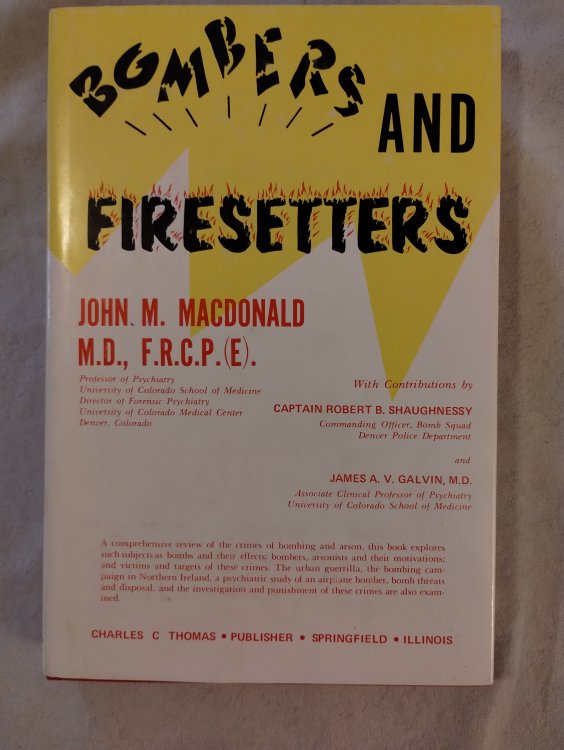 BOMBERS
AND
FIRESETTERS
JOHN M. MACDONALD
M.D., F.R.C.P.(E).
Professor of Psychiatry
University of Colorado School of Medicine
Director of Forensic Psychiatry
University of Colorado Medical Center
Denver, Colorado
With Contributions by
CAPTAIN ROBERT B. SHAUGHNESSY
Commanding Officer, Bomb Squad
Denver Police Department
and
JAMES A. V. GALVIN, M.D.
Associate Clinical Professor of Psychiatry
University of Colorado School of Medicine
A comprehensive review of the crimes of bombing and arson, this book explores
such subjects as bombs and their effects; bombers, arsonists and their motivations;
and victims and targets of these crimes. The urban guerrilla, the bombing cam-
paign in Northern Ireland, a psychiatric study of an airplane bomber, bomb threats
and disposal, and the investigation and punishment of these crimes are also exam-
ined.
CHARLES C THOMAS • PUBLISHER • SPRINGFIELD • ILLINOIS